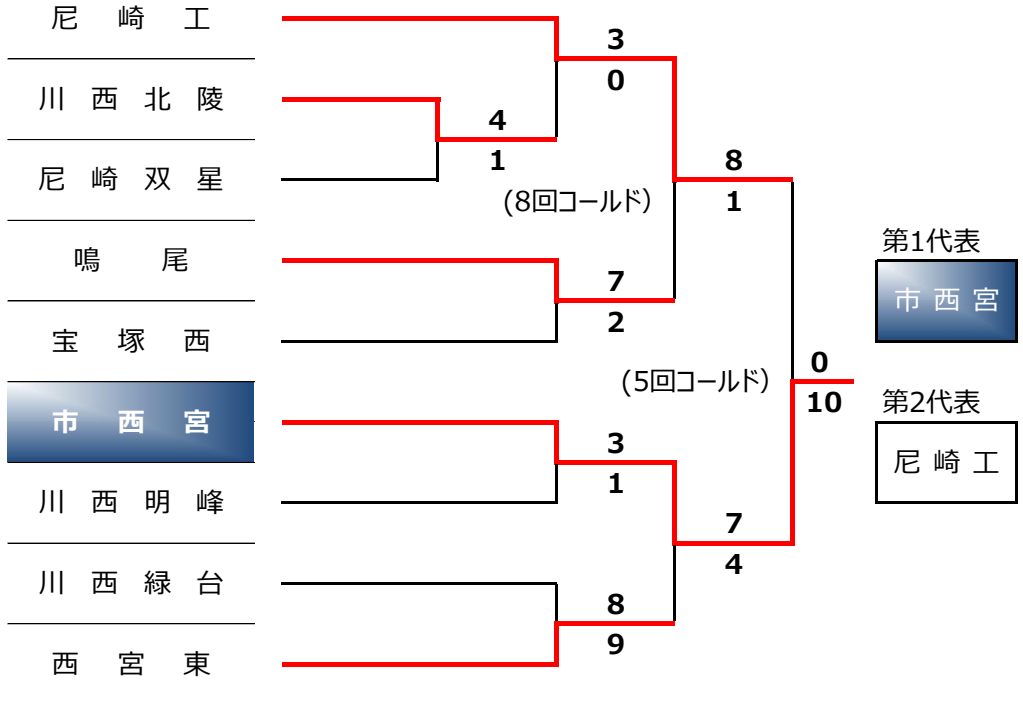 尼崎工
3
0
川西北陵
4
1
尼崎双星
8
1
(8回コールド)
第1代表
鳴尾
7
2
市西宮
宝塚西
0
10
(5回コールド)
第2代表
市西宮
3
1
尼崎工
川西明峰
7
4
川西緑台
8
9
西宮東